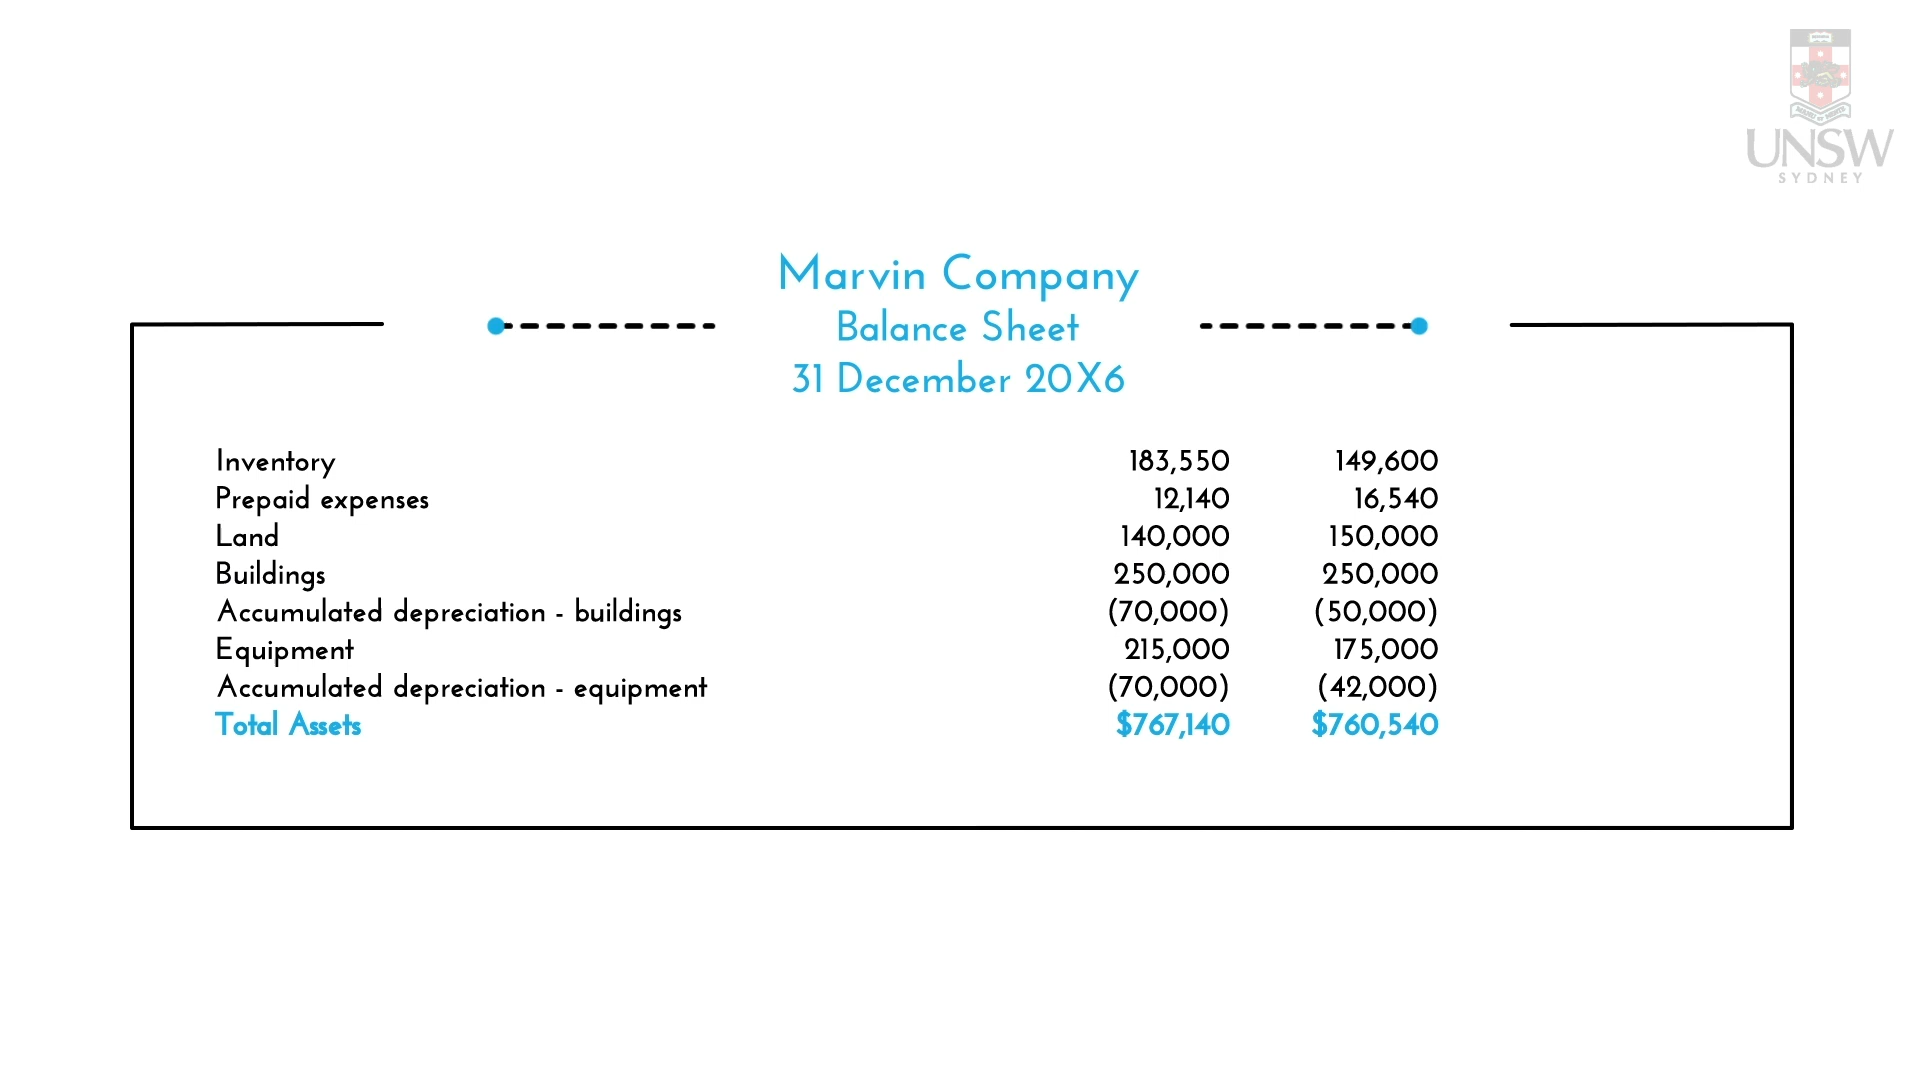 UNSW
SYDNEY
Marvin Company
Balance Sheet
31 December 20X6
Inventory 183,550 149,600
Prepaid expenses 12,140 16,540
Land 140,000 150,000
Buildings 250,000 250,000
Accumulated depreciation - buildings (70,000) (50,000)
Equipment 215,000 175,000
Accumulated depreciation - equipment (70,000) (42,000)
Total Assets $767,140 $760,540